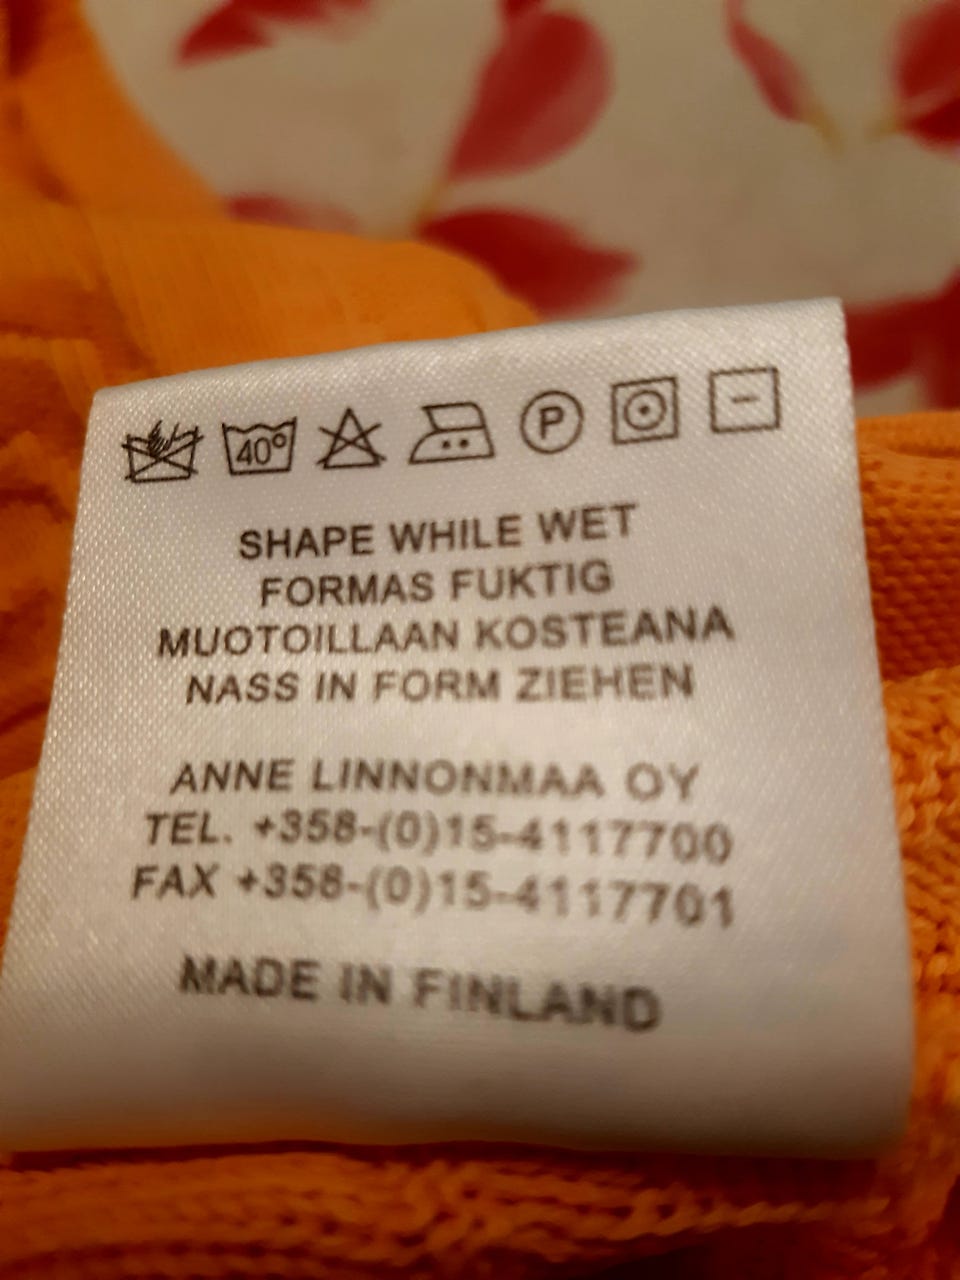 40°
P
SHAPE WHILE WET
FORMAS FUKTIG
MUOTOILLAAN KOSTEANA
NASS IN FORM ZIEHEN
ANNE LINNONMAA OY
TEL. +358-(0)15-4117700
FAX +358-(0)15-4117701
MADE IN FINLAND